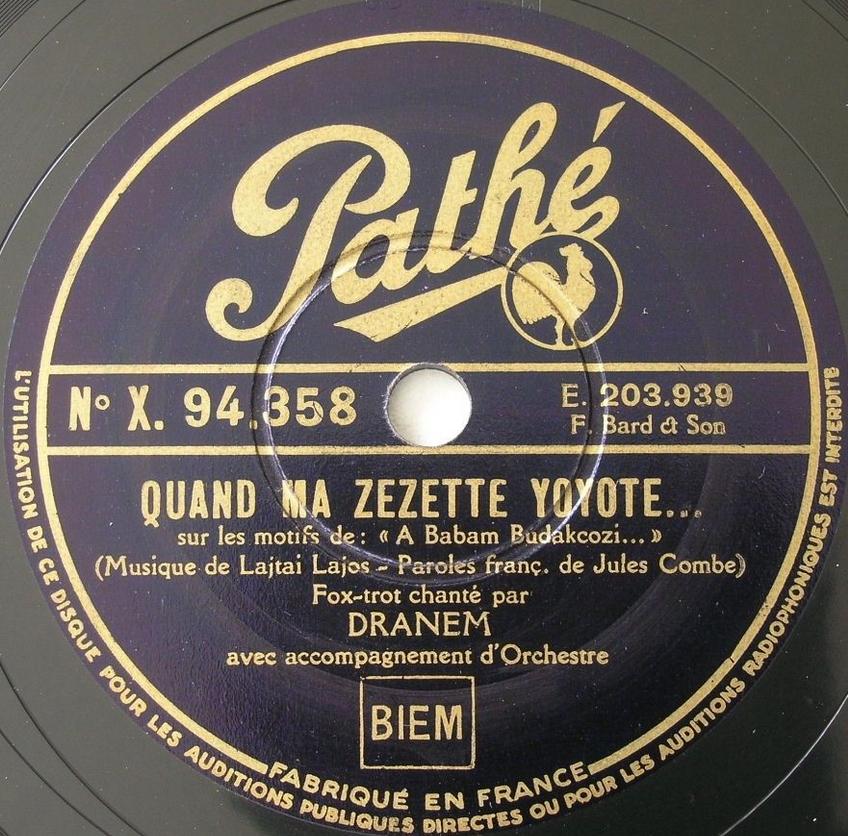 Pathé
N° X. 94.358
E. 203.939
F. Bard & Son
QUAND MA ZEZETTE YOYOTE...
sur les motifs de : « A Babam Budakcozi... »
(Musique de Lajtai Lajos - Paroles franç. de Jules Combe)
Fox-trot chanté par
DRANEM
avec accompagnement d'Orchestre
BIEM
FABRIQUÉ EN FRANCE
L'UTILISATION DE CE DISQUE POUR LES AUDITIONS PUBLIQUES DIRECTES OU POUR LES AUDITIONS RADIOPHONIQUES EST INTERDITE